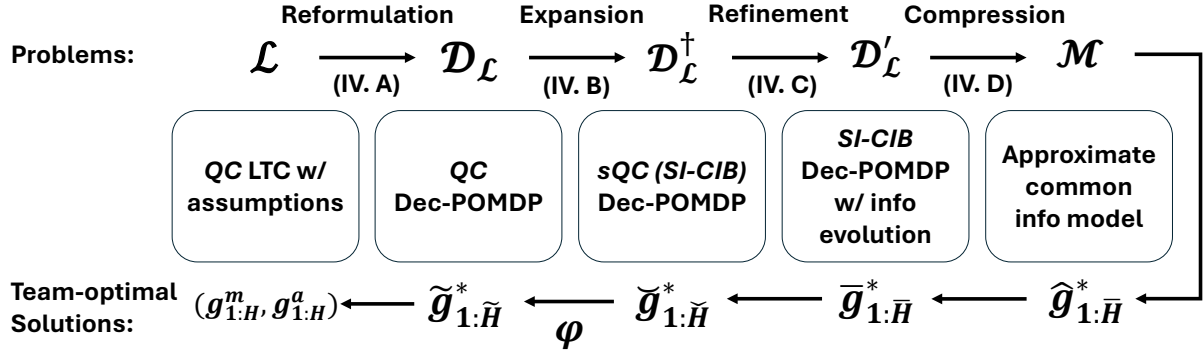 Reformulation Expansion Refinement Compression
Problems: ℒ 𝒟_ℒ 𝒟_ℒ^† 𝒟_ℒ′ ℳ
(IV. A) (IV. B) (IV. C) (IV. D)
QC LTC w/
assumptions
QC
Dec-POMDP
sQC (SI-CIB)
Dec-POMDP
SI-CIB
Dec-POMDP
w/ info
evolution
Approximate
common
info model
Team-optimal
Solutions:
(g^m_{1:H}, g^a_{1:H}) g̃*_{1:H̃} ğ*_{1:H̆} g̅*_{1:H̅} ĝ*_{1:H̅}
φ